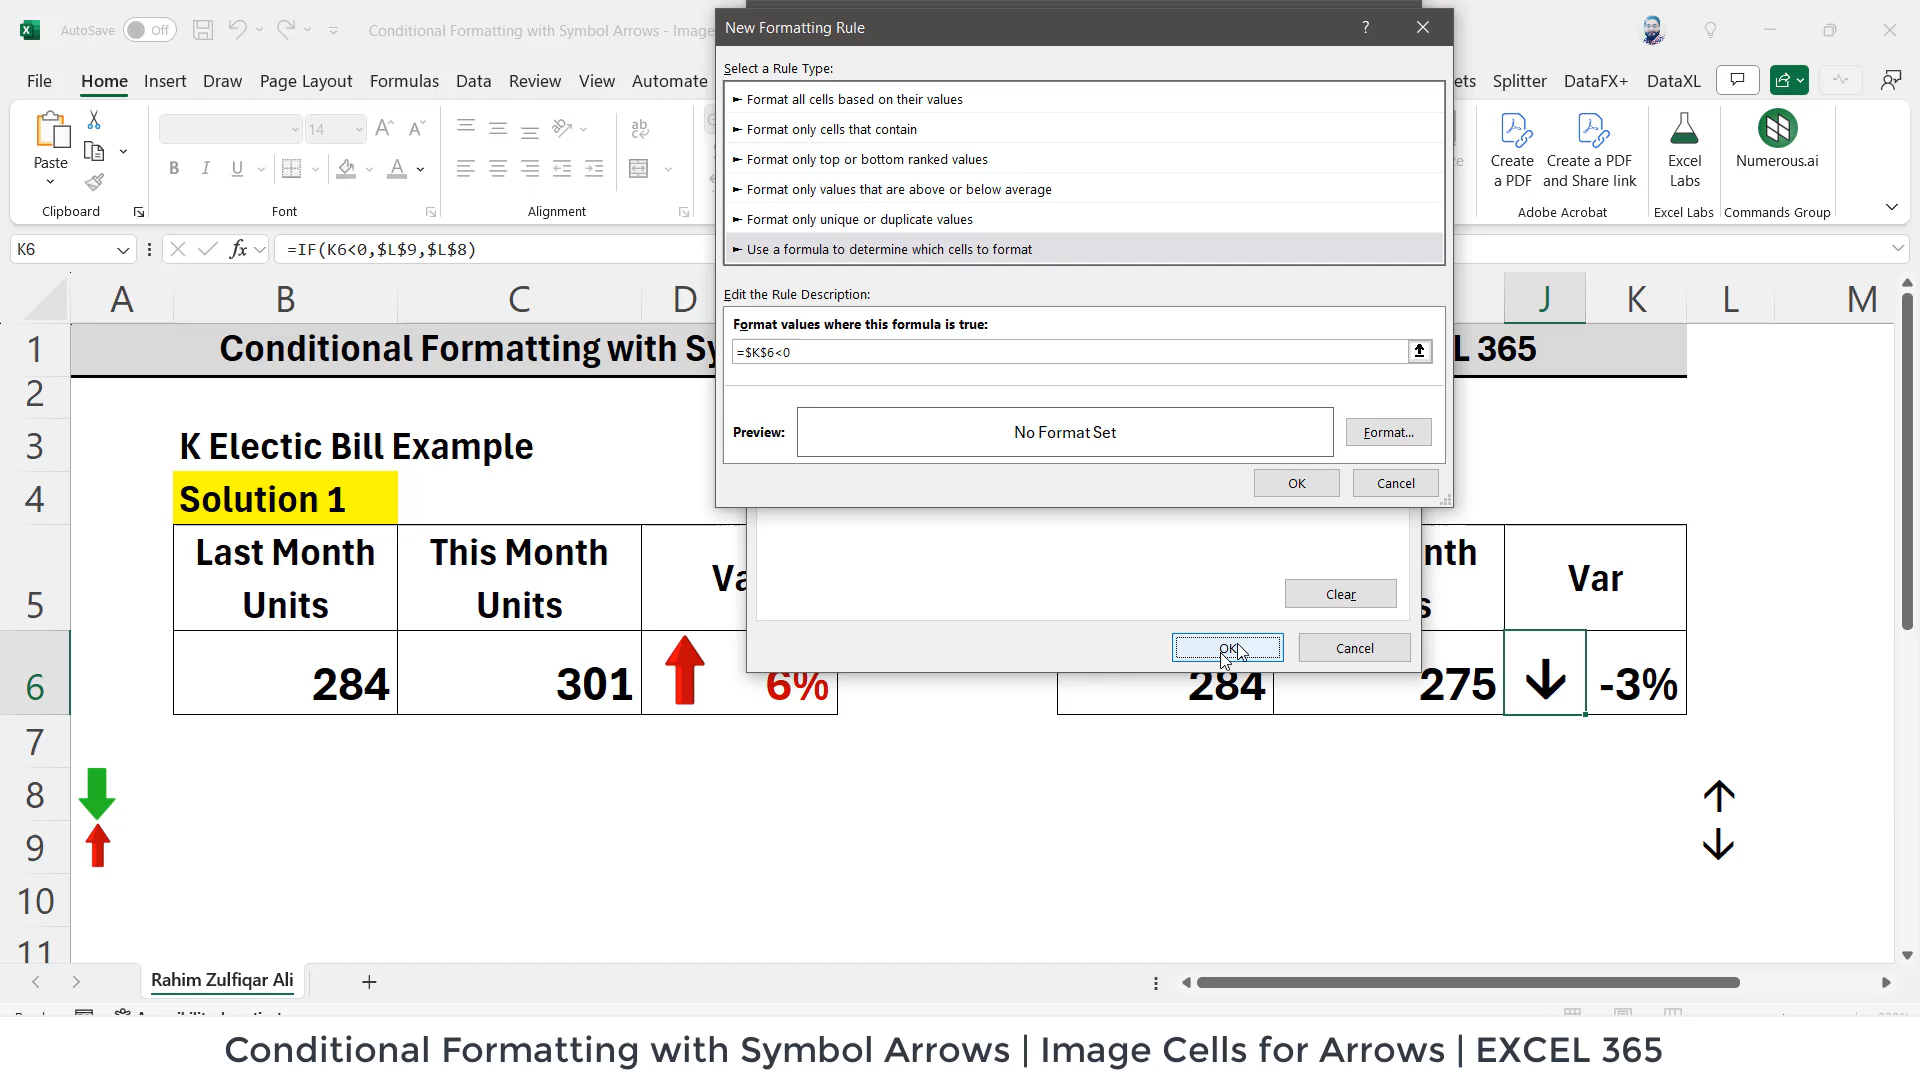 AutoSave Off Conditional Formatting with Symbol Arrows - Image
New Formatting Rule ?
File Home Insert Draw Page Layout Formulas Data Review View Automate
Splitter DataFX+ DataXL
Select a Rule Type:
► Format all cells based on their values
► Format only cells that contain
► Format only top or bottom ranked values
► Format only values that are above or below average
► Format only unique or duplicate values
► Use a formula to determine which cells to format
Edit the Rule Description:
Format values where this formula is true:
=$K$6<0
Preview: No Format Set Format...
OK Cancel
Clear
OK Cancel
Paste
14
B I U
Clipboard Font Alignment
Create a PDF
Create a PDF and Share link
Excel Labs
Numerous.ai
Adobe Acrobat Excel Labs Commands Group
K6 fx =IF(K6<0,$L$9,$L$8)
A B C D J K L M
1 Conditional Formatting with Sy L 365
2
3 K Electic Bill Example
4 Solution 1
5 Last Month Units This Month Units Va nth s Var
6 284 301 6% 284 275 ↓ -3%
7
8 ↑
9 ↓
10
11
Rahim Zulfiqar Ali +
Conditional Formatting with Symbol Arrows | Image Cells for Arrows | EXCEL 365